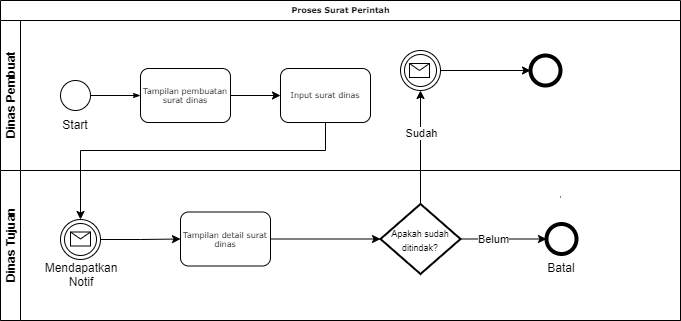 Proses Surat Perintah
Dinas Pembuat
Tampilan pembuatan
surat dinas
Input surat dinas
Start
Sudah
Dinas Tujuan
Mendapatkan
Notif
Tampilan detail surat
dinas
Apakah sudah
ditindak?
Belum
Batal